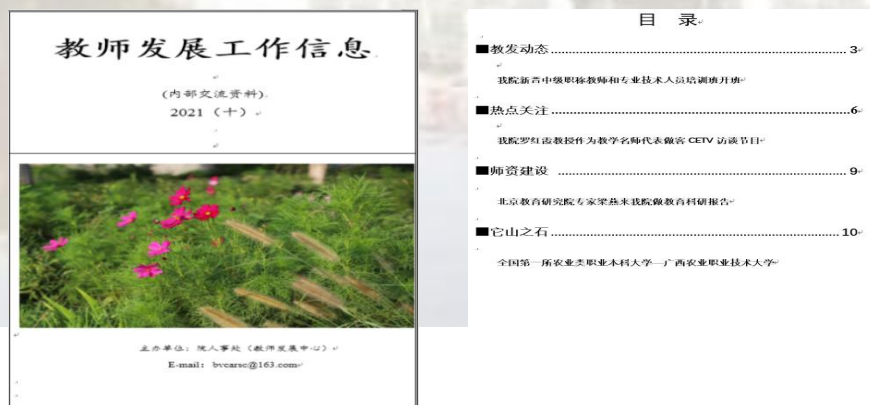 教师发展工作信息
(内部交流资料)
2021（十）
主办单位：院人事处（教师发展中心）
E-mail： bvcarsc@163.com
目 录
■教发动态 3
我院新晋中级职称教师和专业技术人员培训班开班
■热点关注 6
我院罗红霞教授作为教学名师代表做客 CETV 访谈节目
■师资建设 9
北京教育研究院专家梁燕来我院做教育科研报告
■它山之石 10
全国第一所农业类职业本科大学—广西农业职业技术大学